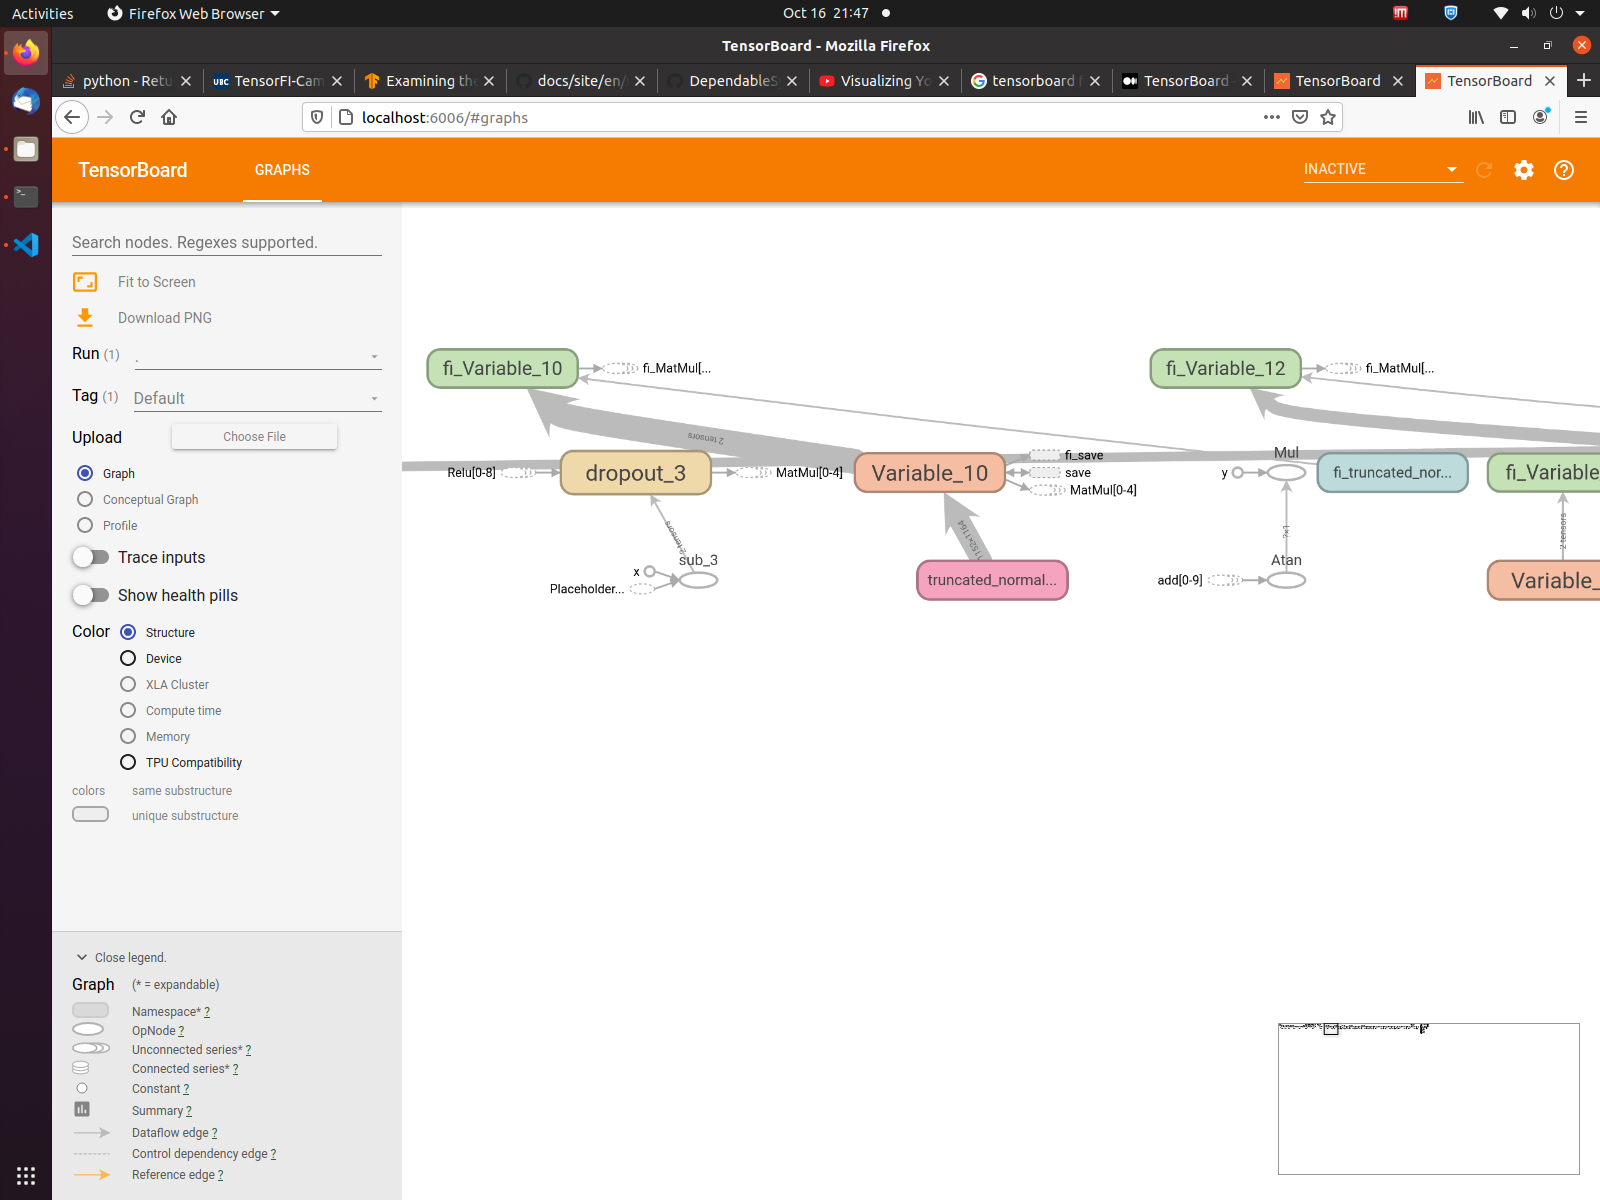 Activities
Firefox Web Browser
Oct 16 21:47
TensorBoard - Mozilla Firefox
python - Retu
UBC TensorFI-Cam
Examining the
docs/site/en/
DependableSy
Visualizing Yo
tensorboard
TensorBoard
TensorBoard
TensorBoard
localhost:6006/#graphs
TensorBoard
GRAPHS
INACTIVE
Search nodes. Regexes supported.
Fit to Screen
Download PNG
Run (1) .
Tag (1) Default
Upload Choose File
Graph
Conceptual Graph
Profile
Trace inputs
Show health pills
Color Structure
Device
XLA Cluster
Compute time
Memory
TPU Compatibility
colors same substructure
unique substructure
Close legend.
Graph (* = expandable)
Namespace* ?
OpNode ?
Unconnected series* ?
Connected series* ?
Constant ?
Summary ?
Dataflow edge ?
Control dependency edge ?
Reference edge ?
fi_Variable_10
fi_MatMul[...
fi_Variable_12
fi_MatMul[...
2 tensors
Relu[0-8]
dropout_3
MatMul[0-4]
Variable_10
fi_save
save
MatMul[0-4]
Mul
y
fi_truncated_nor...
fi_Variable
2 tensors
1152×1164
?×1
2 tensors
sub_3
x
Placeholder...
truncated_normal...
Atan
add[0-9]
Variable_